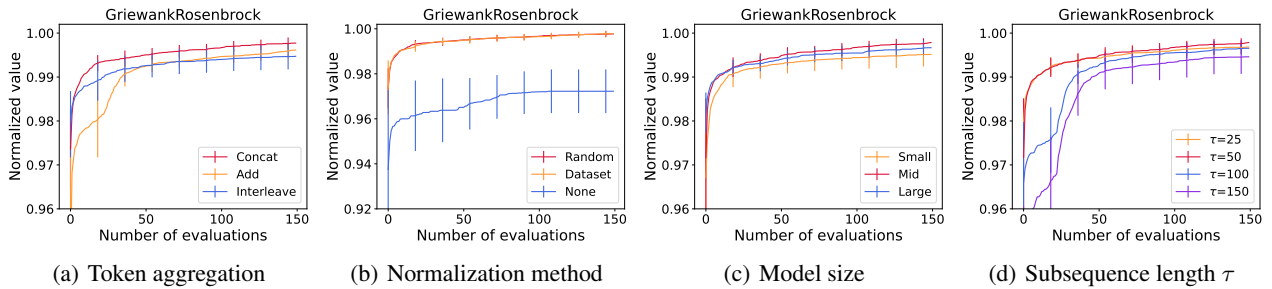 GriewankRosenbrock
Normalized value
1.00
0.99
0.98
0.97
0.96
0
50
100
150
Number of evaluations
Concat
Add
Interleave
(a) Token aggregation
GriewankRosenbrock
Normalized value
1.00
0.98
0.96
0.94
0.92
0
50
100
150
Number of evaluations
Random
Dataset
None
(b) Normalization method
GriewankRosenbrock
Normalized value
1.00
0.99
0.98
0.97
0.96
0
50
100
150
Number of evaluations
Small
Mid
Large
(c) Model size
GriewankRosenbrock
Normalized value
1.00
0.99
0.98
0.97
0.96
0
50
100
150
Number of evaluations
τ=25
τ=50
τ=100
τ=150
(d) Subsequence length τ